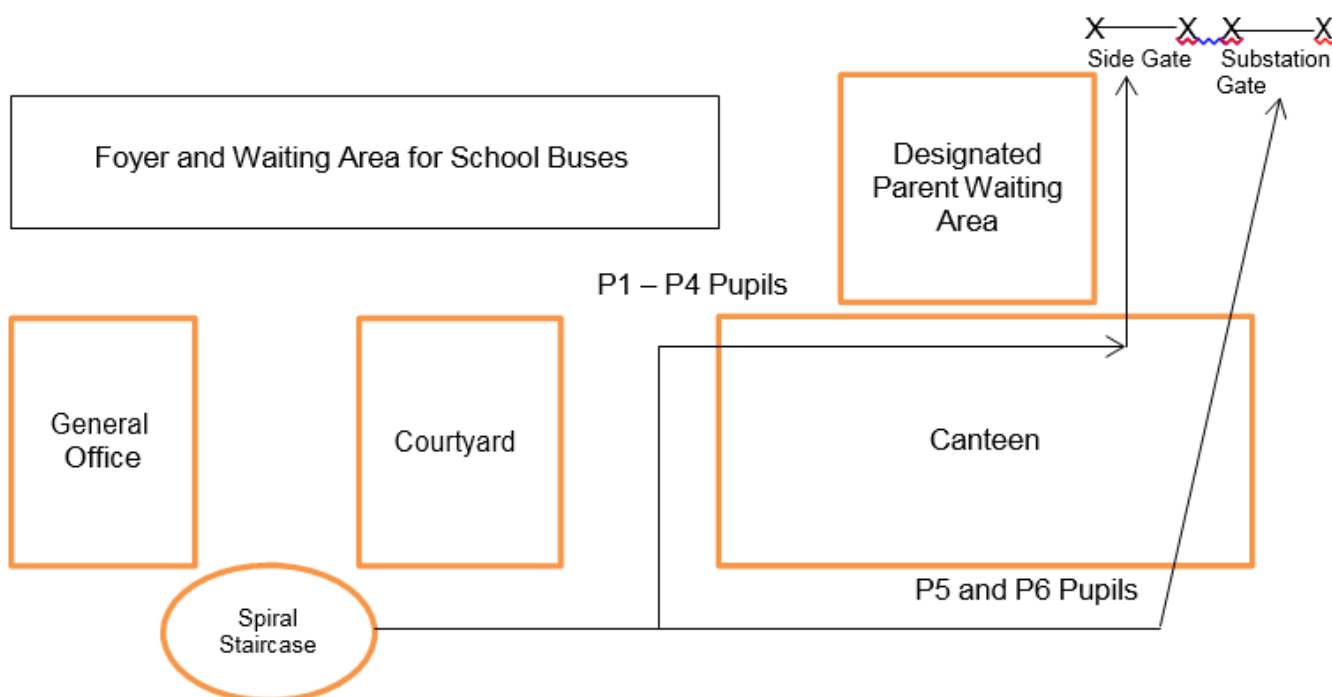 X X X X
Side Gate Substation
Gate
Foyer and Waiting Area for School Buses
Designated
Parent Waiting
Area
P1 – P4 Pupils
General
Office
Courtyard
Canteen
P5 and P6 Pupils
Spiral
Staircase